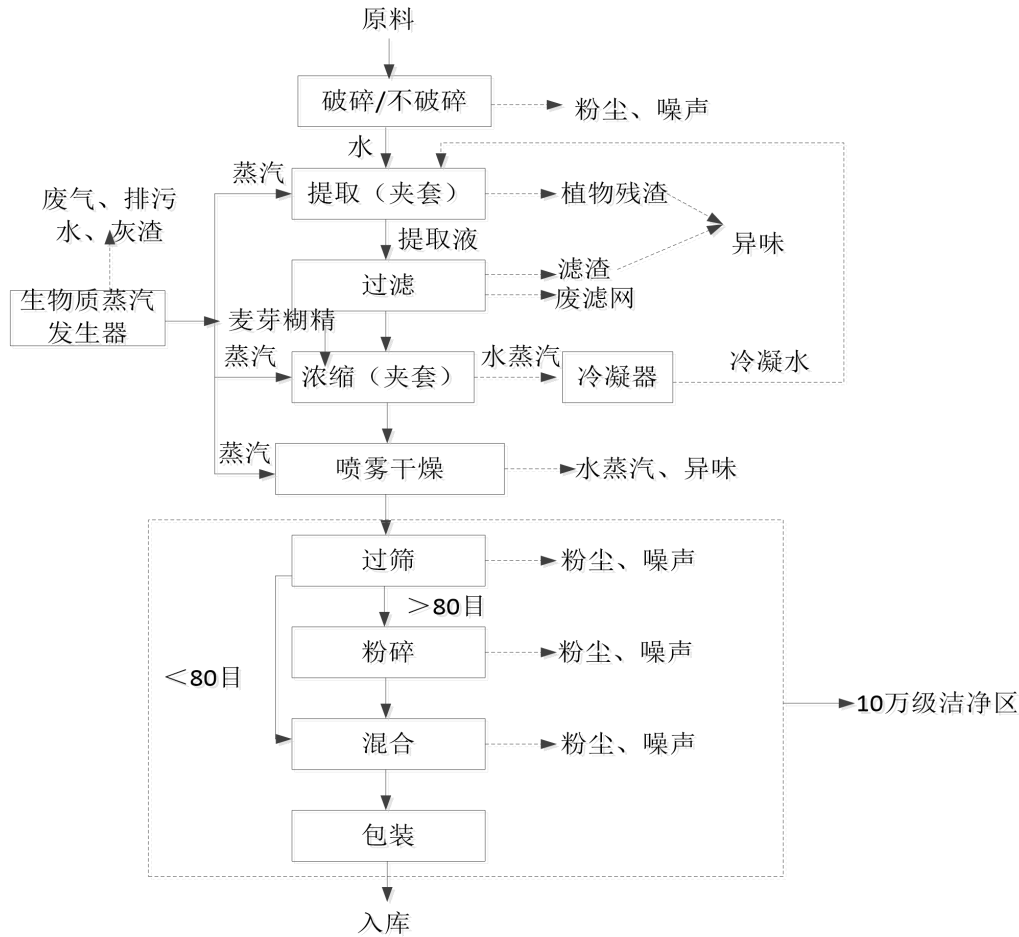 原料
破碎/不破碎
粉尘、噪声
水
蒸汽
提取（夹套）
植物残渣
废气、排污
水、灰渣
提取液
异味
过滤
滤渣
废滤网
生物质蒸汽
发生器
麦芽糊精
蒸汽
浓缩（夹套）
水蒸汽
冷凝器
冷凝水
蒸汽
喷雾干燥
水蒸汽、异味
过筛
粉尘、噪声
＞80目
粉碎
粉尘、噪声
＜80目
10万级洁净区
混合
粉尘、噪声
包装
入库